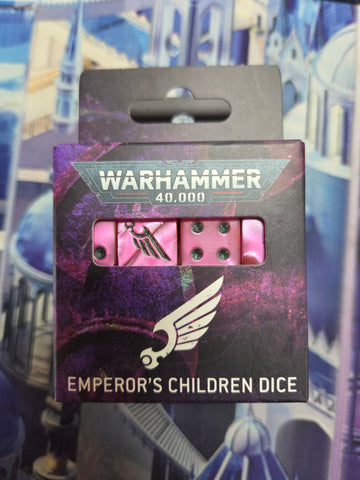 WARHAMMER
40,000
EMPEROR'S CHILDREN DICE